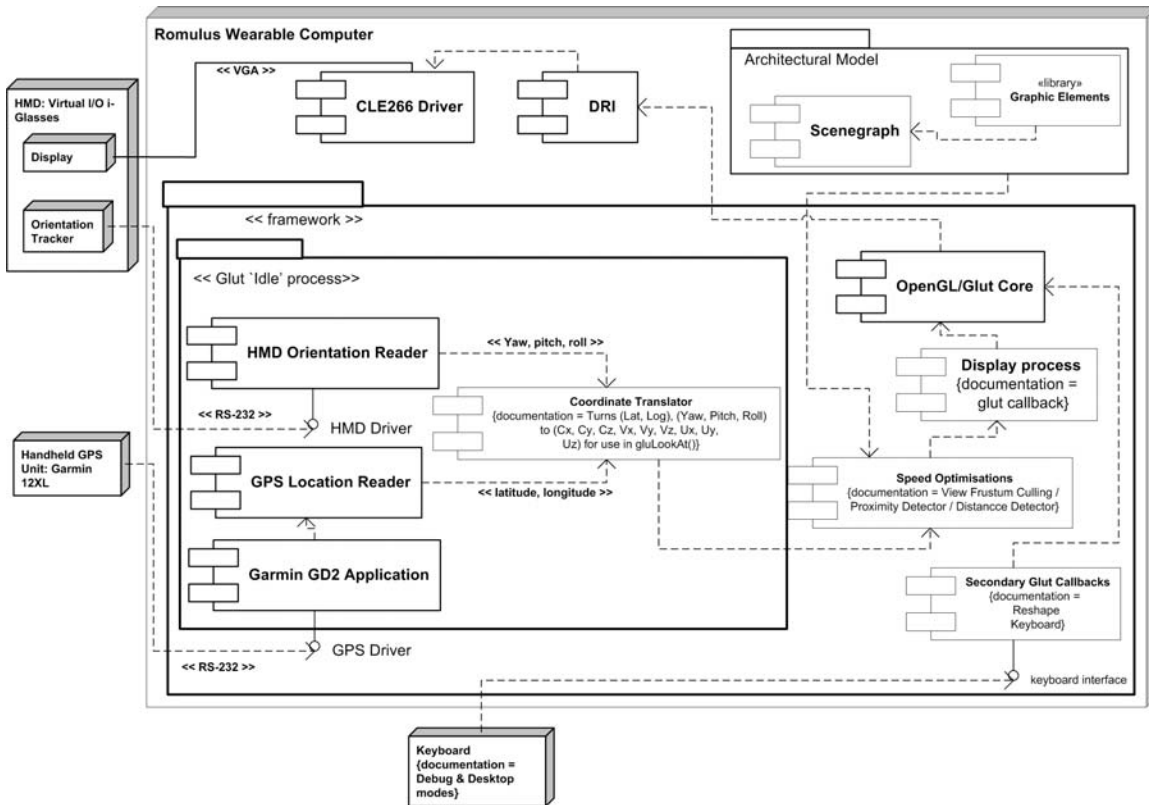 Romulus Wearable Computer
<< VGA >>
CLE266 Driver
DRI
Architectural Model
«library»
Graphic Elements
Scenegraph
HMD: Virtual I/O i-
Glasses
Display
Orientation
Tracker
<< framework >>
<< Glut `Idle' process>>
HMD Orientation Reader
<< Yaw, pitch, roll >>
<< RS-232 >>
HMD Driver
Coordinate Translator
{documentation = Turns (Lat, Log), (Yaw, Pitch, Roll)
to (Cx, Cy, Cz, Vx, Vy, Vz, Ux, Uy,
Uz) for use in gluLookAt()}
OpenGL/Glut Core
Display process
{documentation =
glut callback}
Handheld GPS
Unit: Garmin
12XL
GPS Location Reader
<< latitude, longitude >>
Speed Optimisations
{documentation = View Frustum Culling /
Proximity Detector / Distancce Detector}
Garmin GD2 Application
Secondary Glut Callbacks
{documentation =
Reshape
Keyboard}
GPS Driver
<< RS-232 >>
keyboard interface
Keyboard
{documentation =
Debug & Desktop
modes}